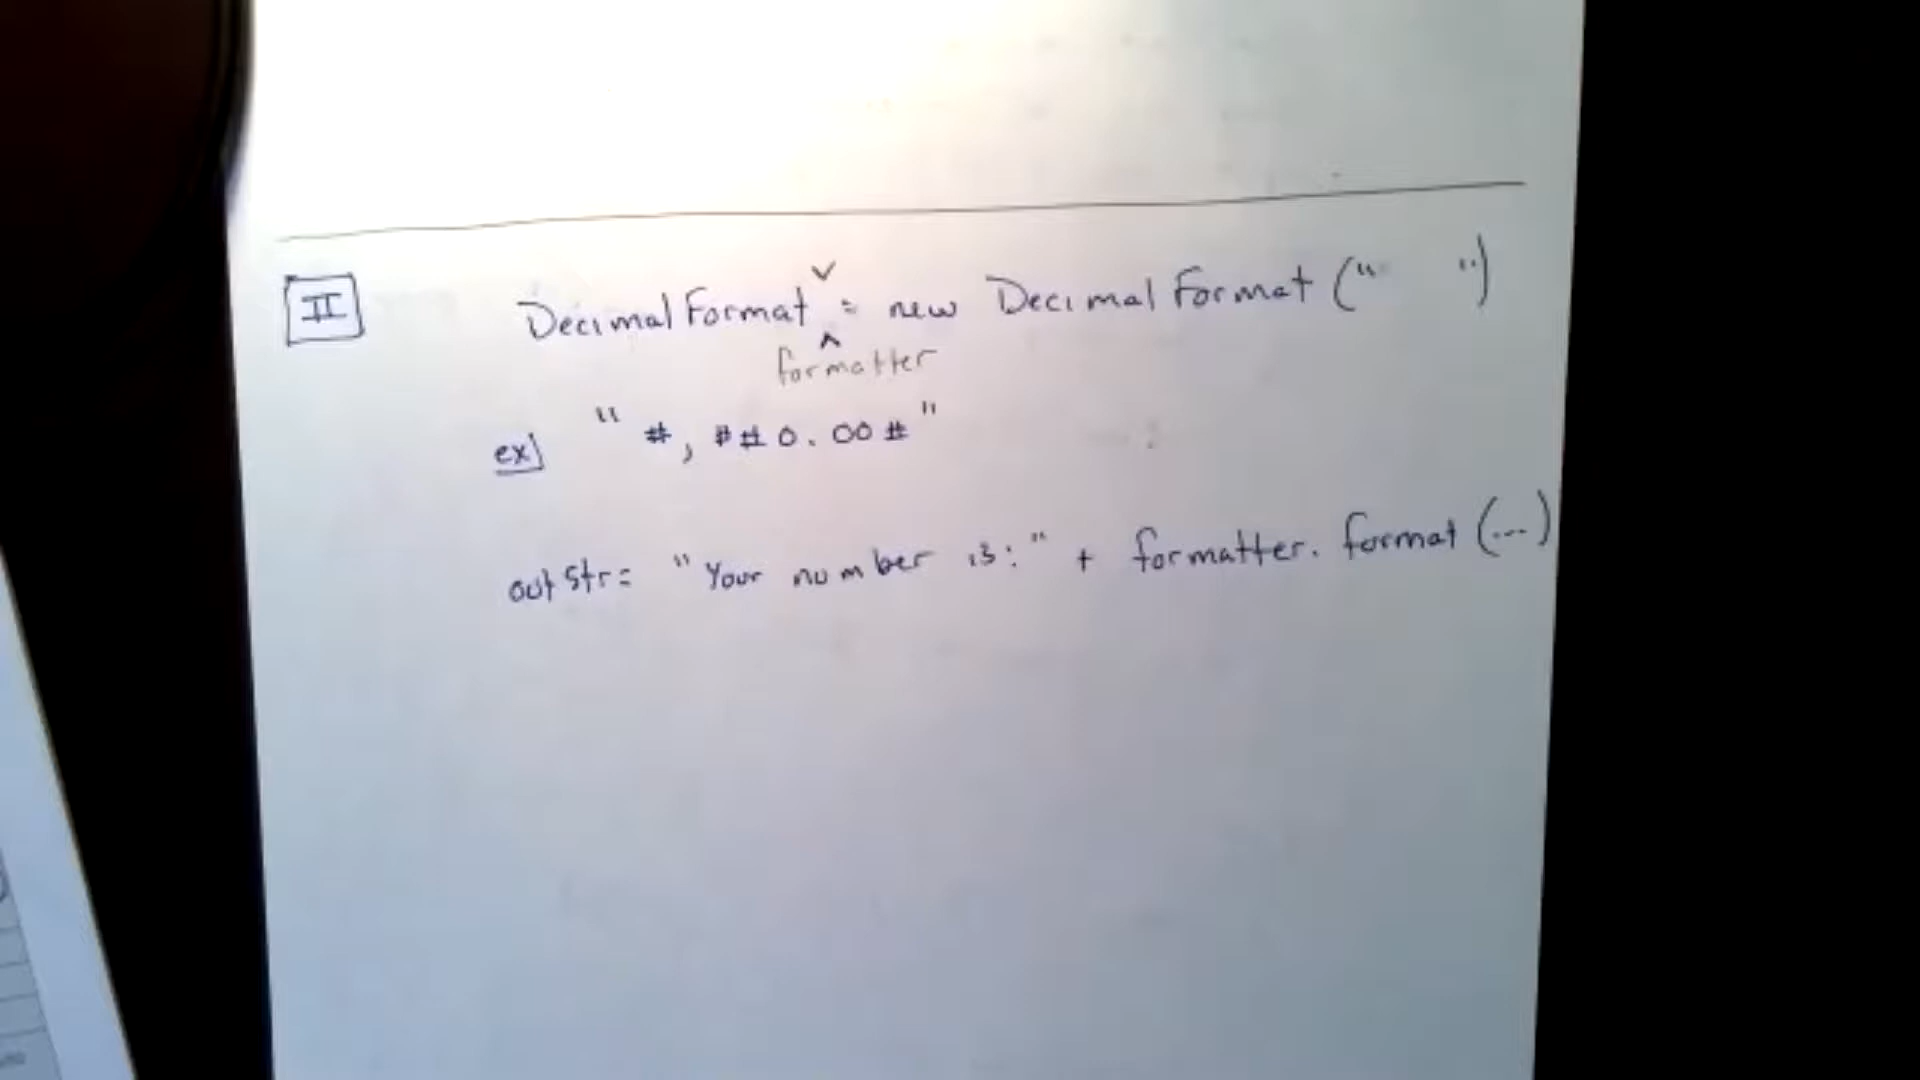 II DecimalFormat = new DecimalFormat (" ")
formatter
ex) "#,##0.00#"
outStr= "Your number is:" + formatter.format (...)